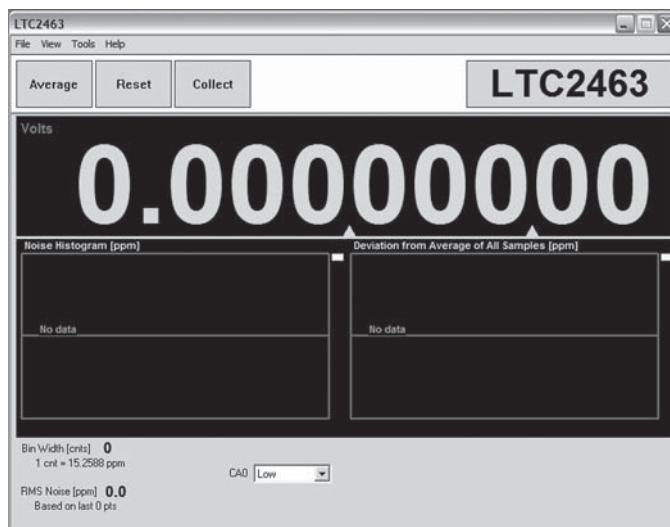 LTC2463
File View Tools Help
Average Reset Collect LTC2463
Volts
0.00000000
Noise Histogram [ppm] Deviation from Average of All Samples [ppm]
No data No data
Bin Width [cnts] 0
1 cnt = 15.2588 ppm
CA0 Low
RMS Noise [ppm] 0.0
Based on last 0 pts